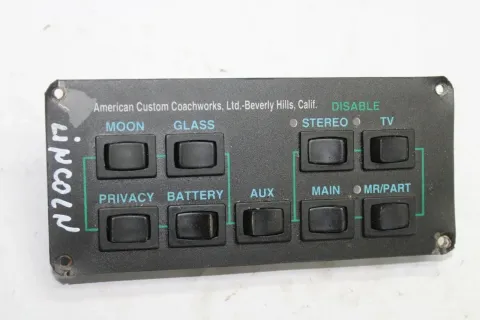 American Custom Coachworks, Ltd.-Beverly Hills, Calif.
DISABLE
MOON GLASS STEREO TV
PRIVACY BATTERY AUX MAIN MR/PART
LINCOLN